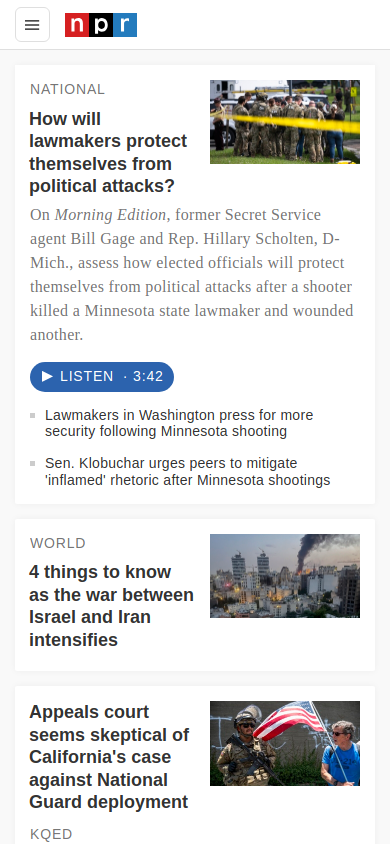 npr
NATIONAL
How will
lawmakers protect
themselves from
political attacks?
On Morning Edition, former Secret Service
agent Bill Gage and Rep. Hillary Scholten, D-
Mich., assess how elected officials will protect
themselves from political attacks after a shooter
killed a Minnesota state lawmaker and wounded
another.
LISTEN · 3:42
Lawmakers in Washington press for more
security following Minnesota shooting
Sen. Klobuchar urges peers to mitigate
'inflamed' rhetoric after Minnesota shootings
WORLD
4 things to know
as the war between
Israel and Iran
intensifies
Appeals court
seems skeptical of
California's case
against National
Guard deployment
KQED